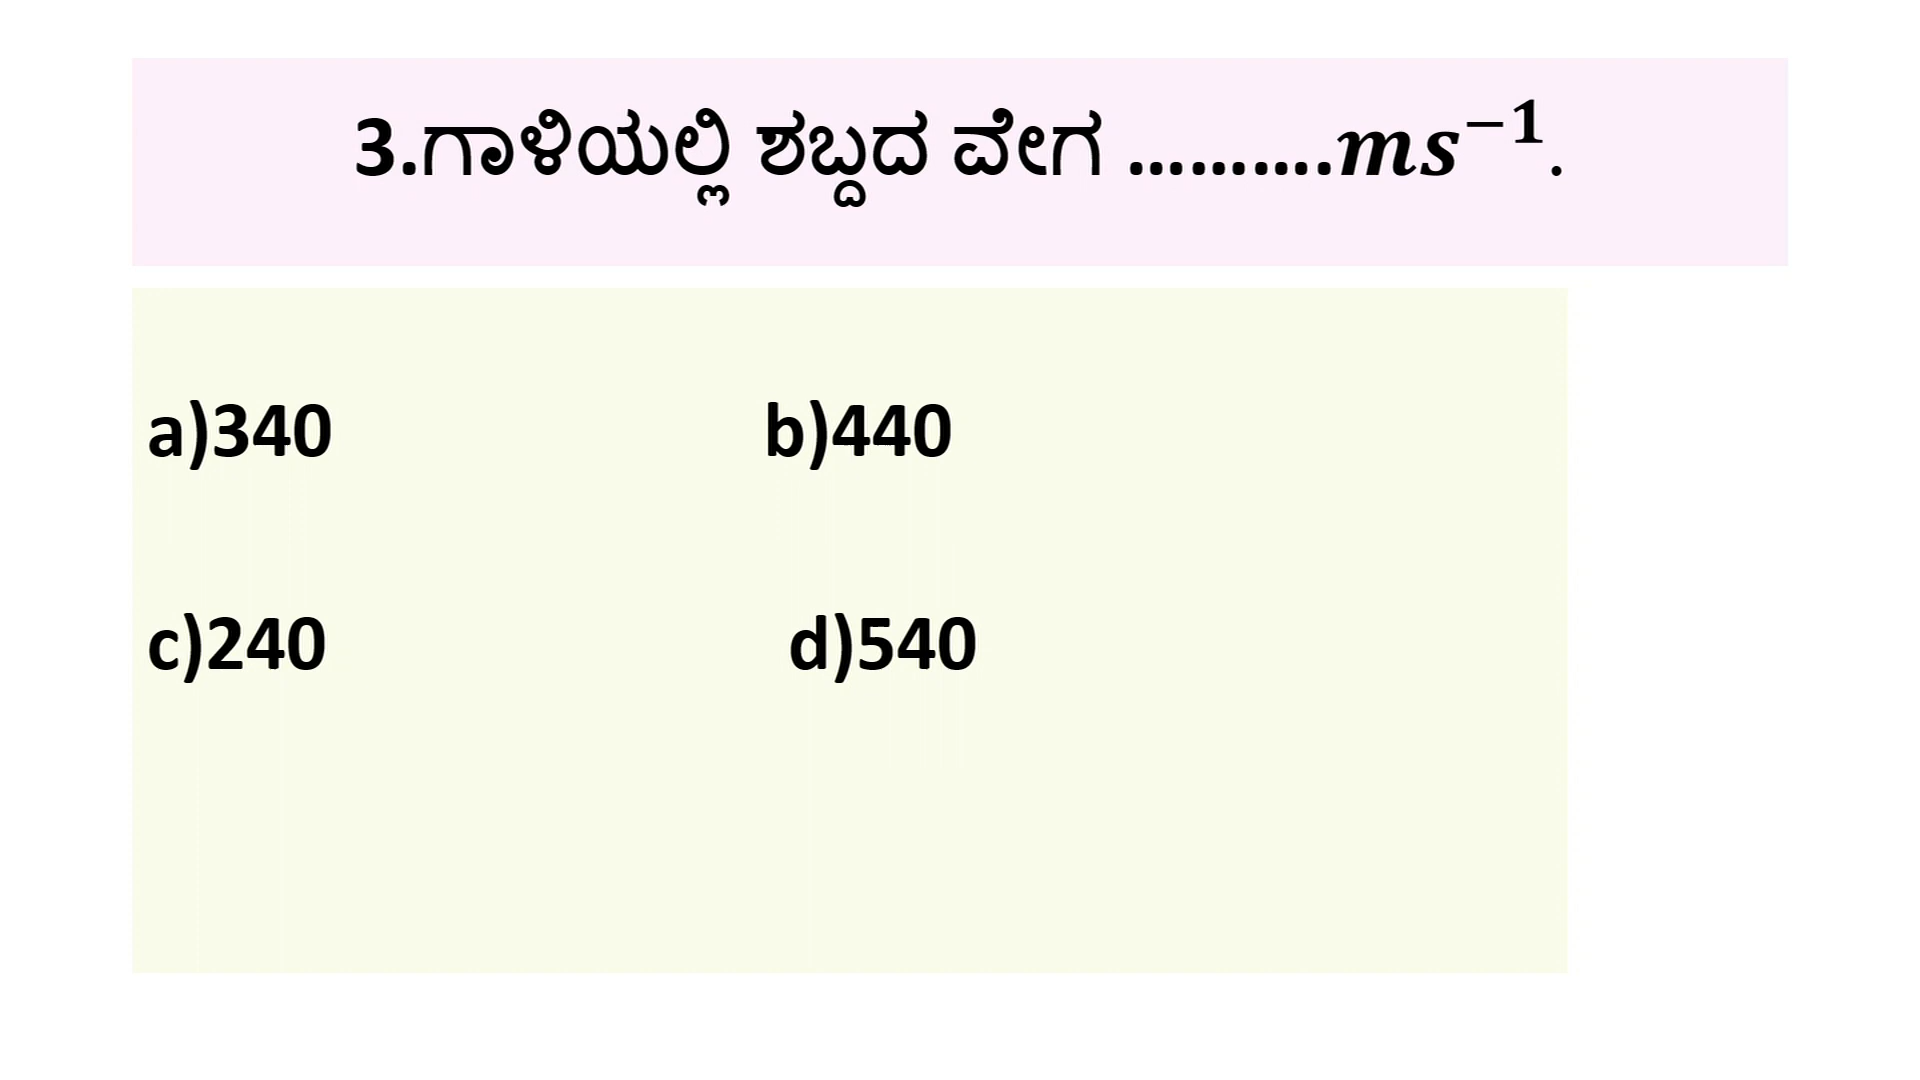 3.ಗಾಳಿಯಲ್ಲಿ ಶಬ್ದದ ವೇಗ ..........ms⁻¹.
a)340 b)440
c)240 d)540